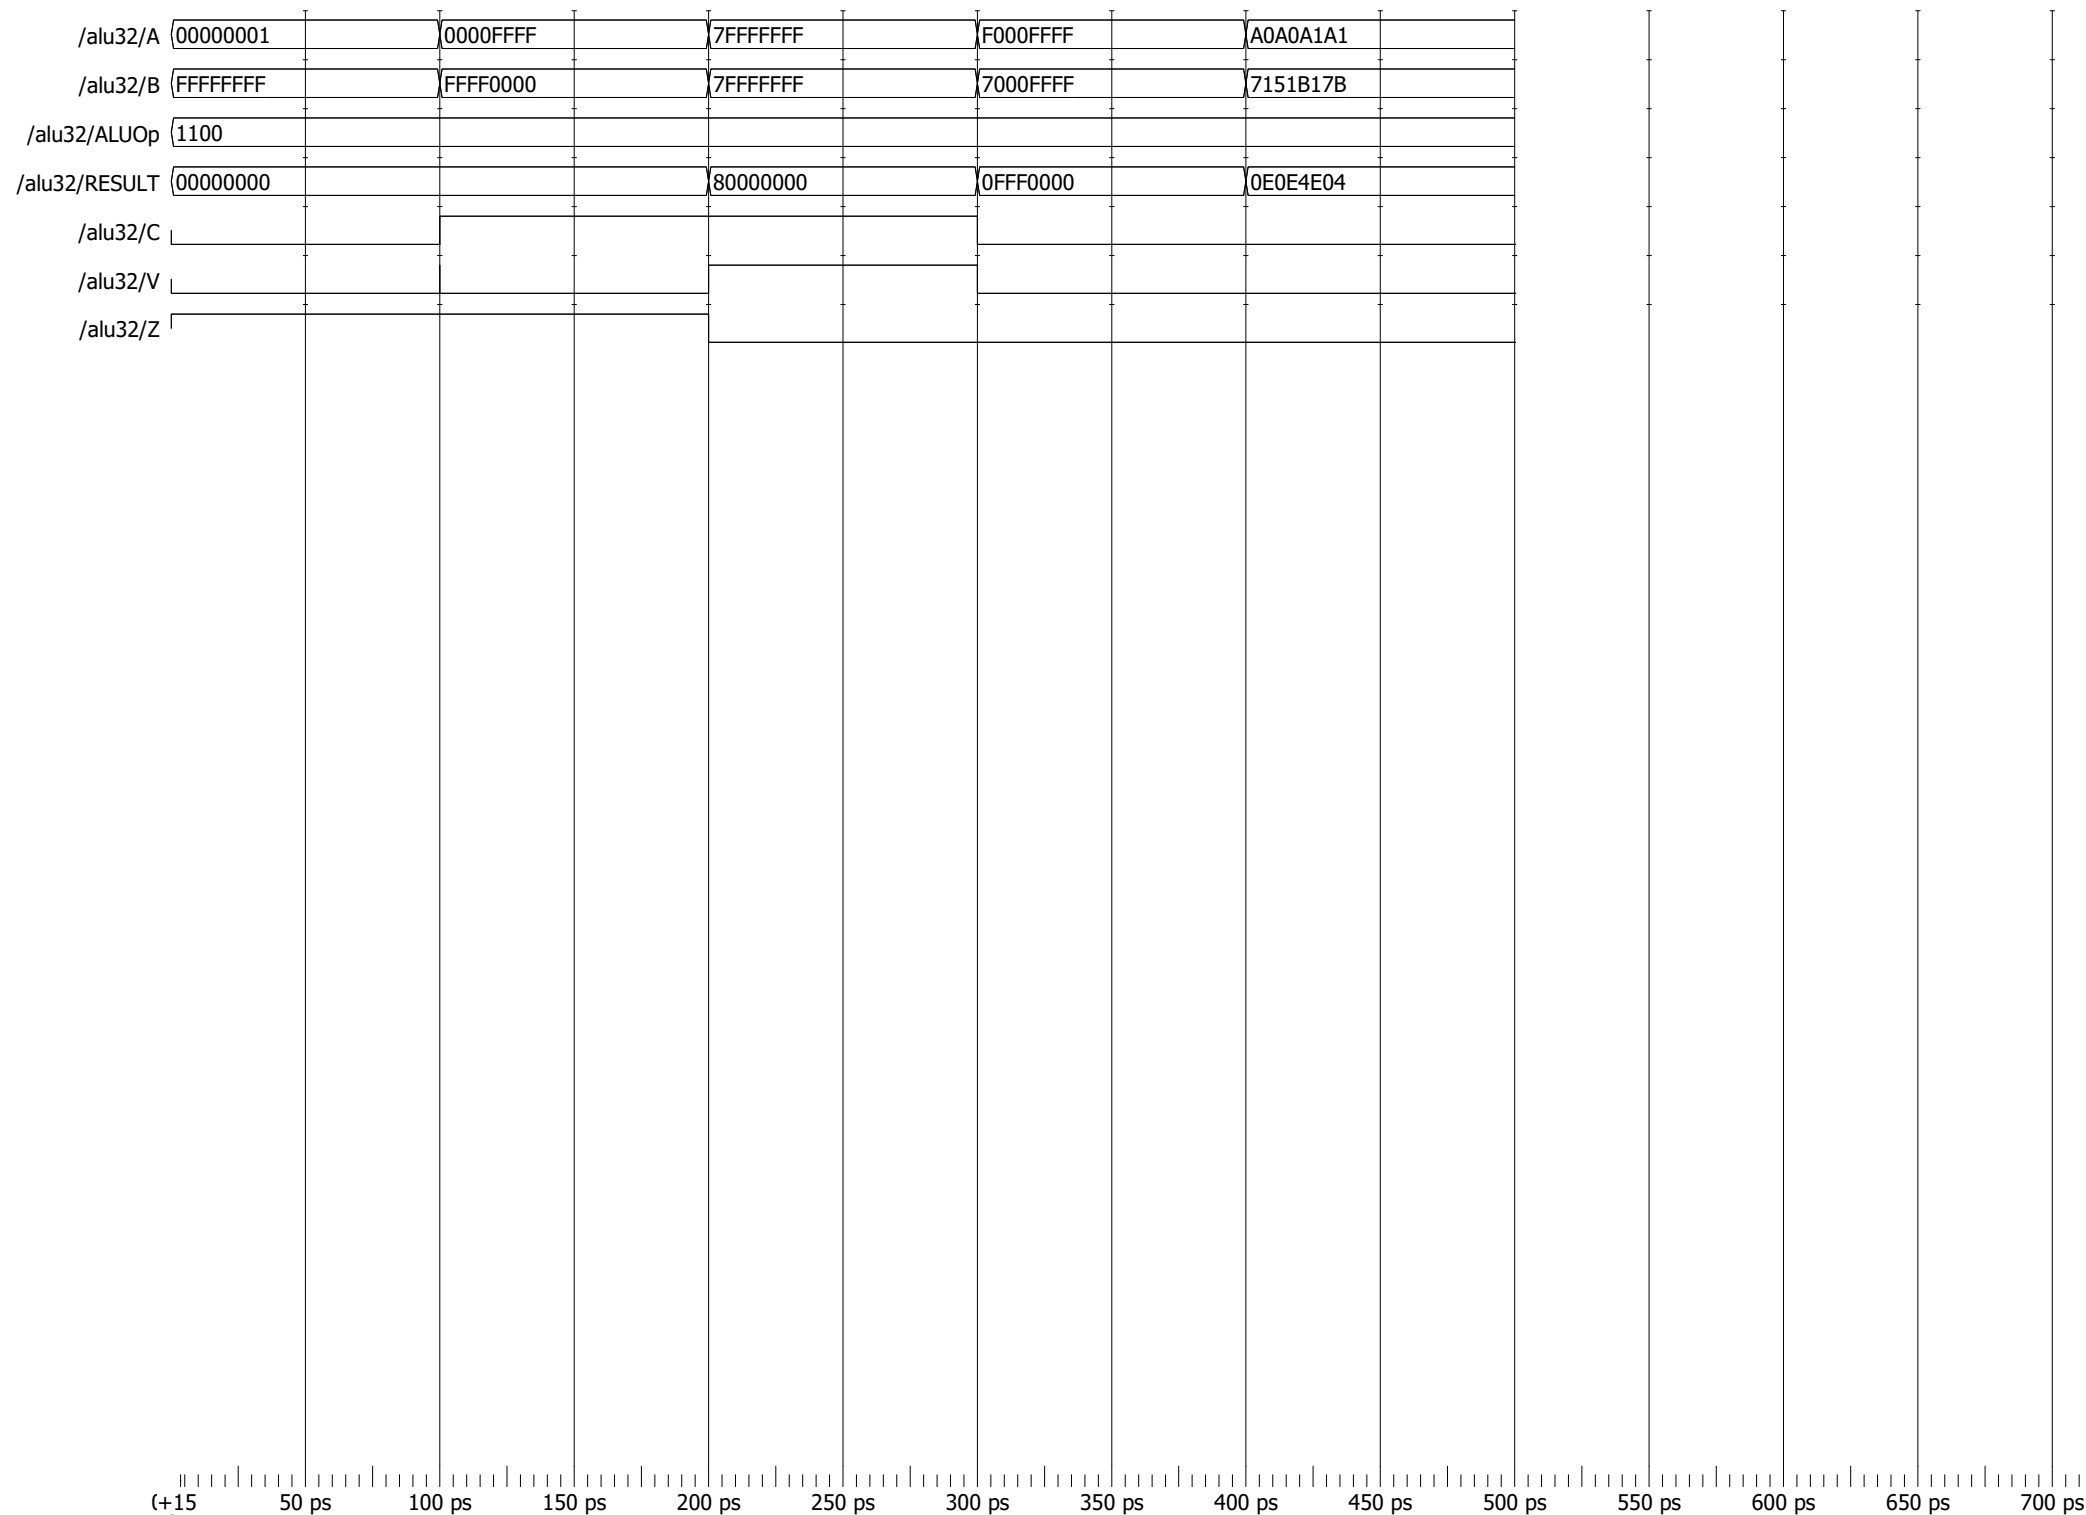 /alu32/A 00000001 0000FFFF 7FFFFFFF F000FFFF A0A0A1A1
/alu32/B FFFFFFFF FFFF0000 7FFFFFFF 7000FFFF 7151B17B
/alu32/ALUOp 1100
/alu32/RESULT 00000000 80000000 0FFF0000 0E0E4E04
/alu32/C
/alu32/V
/alu32/Z
(+15 50 ps 100 ps 150 ps 200 ps 250 ps 300 ps 350 ps 400 ps 450 ps 500 ps 550 ps 600 ps 650 ps 700 ps